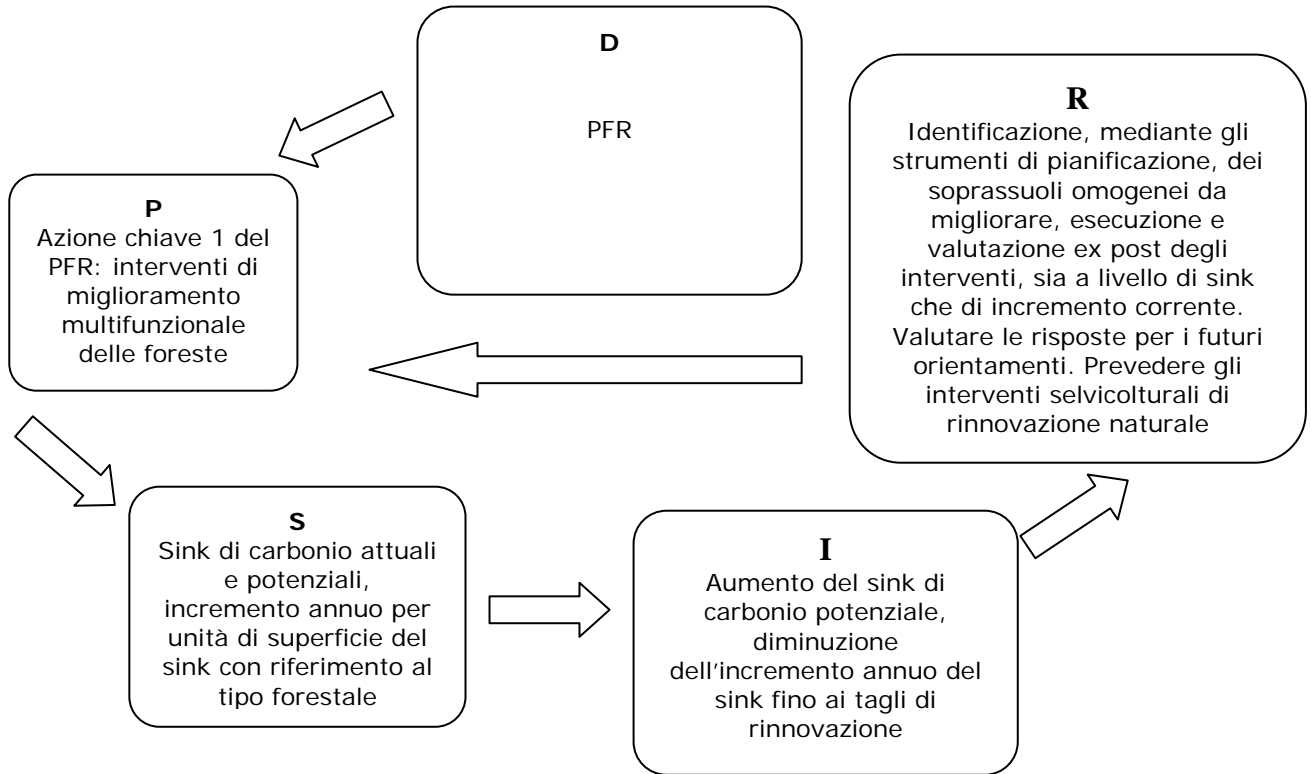 D
PFR
P
Azione chiave 1 del
PFR: interventi di
miglioramento
multifunzionale
delle foreste
S
Sink di carbonio attuali
e potenziali,
incremento annuo per
unità di superficie del
sink con riferimento al
tipo forestale
I
Aumento del sink di
carbonio potenziale,
diminuzione
dell'incremento annuo del
sink fino ai tagli di
rinnovazione
R
Identificazione, mediante gli
strumenti di pianificazione, dei
soprassuoli omogenei da
migliorare, esecuzione e
valutazione ex post degli
interventi, sia a livello di sink
che di incremento corrente.
Valutare le risposte per i futuri
orientamenti. Prevedere gli
interventi selvicolturali di
rinnovazione naturale